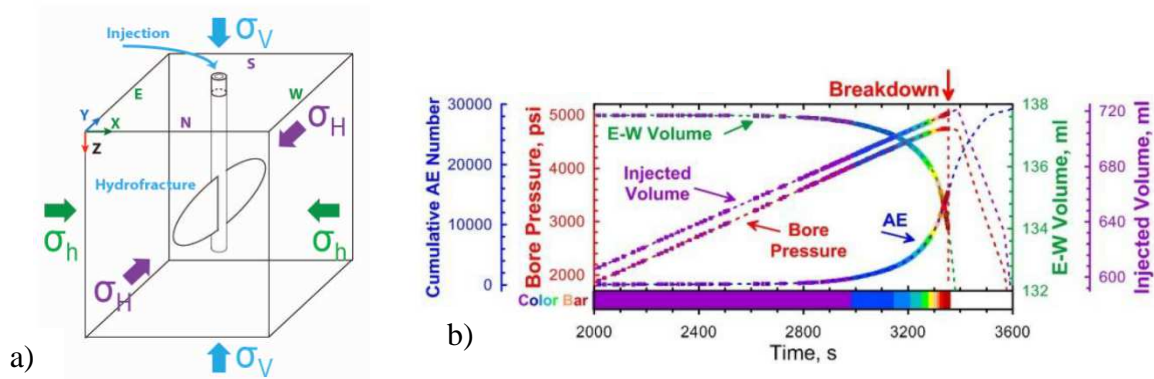 Injection
σV
S
E
W
Y
X
N
σH
Z
Hydrofracture
σh
σh
σH
σV
a)
Breakdown
Cumulative AE Number
30000
20000
10000
0
Bore Pressure, psi
5000
4000
3000
2000
E-W Volume
Injected
Volume
Bore
Pressure
AE
138
136
134
132
E-W Volume, ml
720
680
640
600
Injected Volume, ml
Color Bar
2000 2400 2800 3200 3600
Time, s
b)